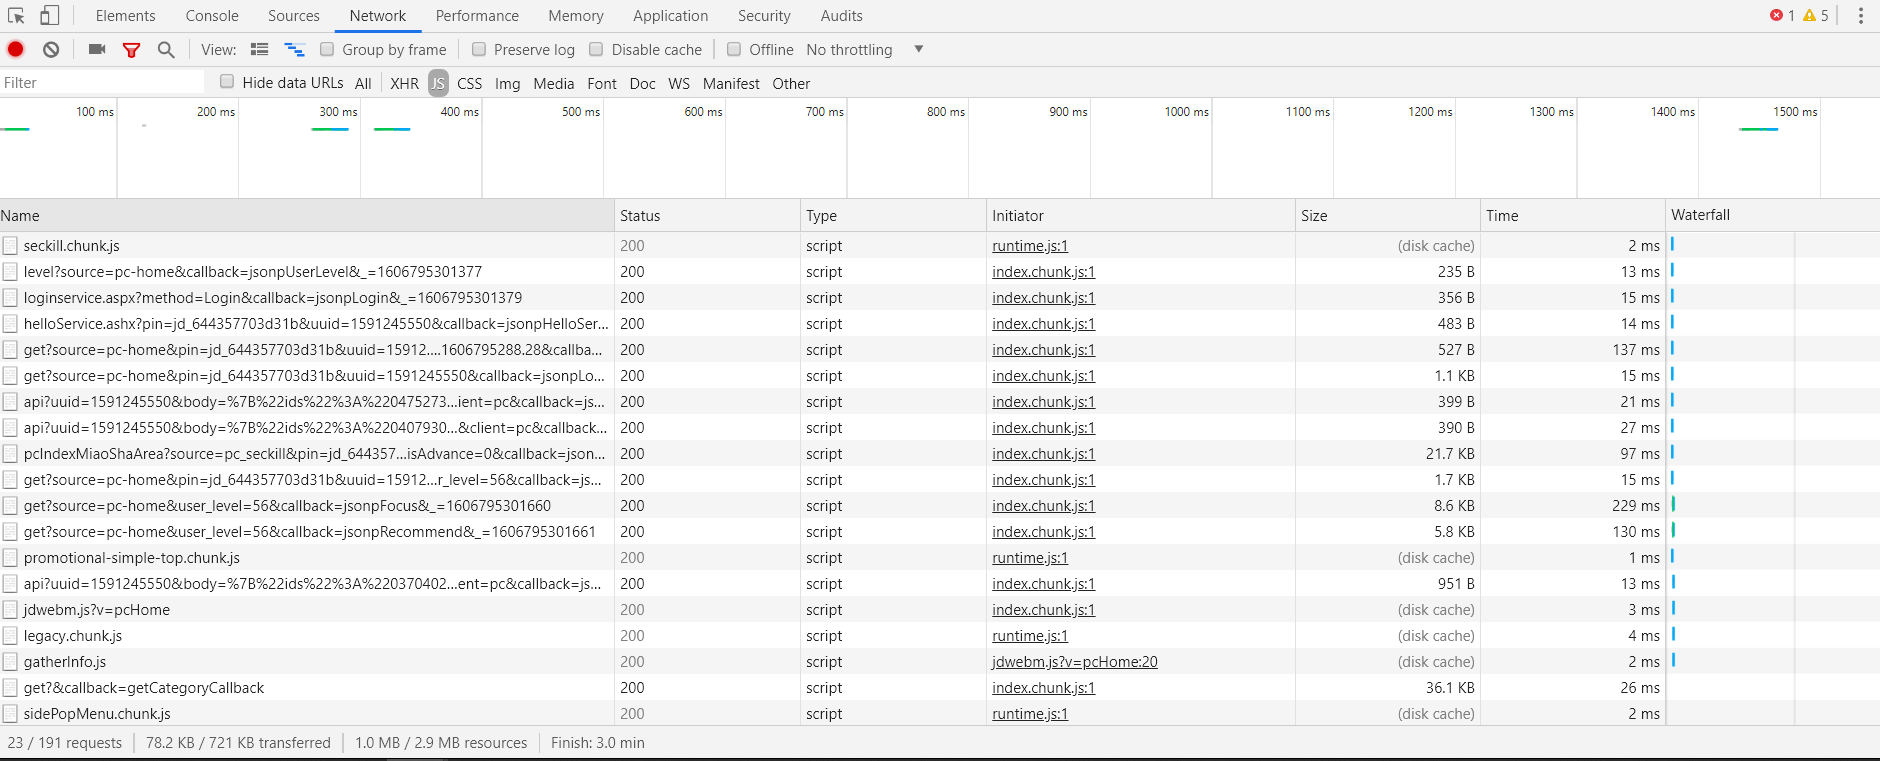 Elements Console Sources Network Performance Memory Application Security Audits 1 5
View: Group by frame Preserve log Disable cache Offline No throttling
Filter Hide data URLs All XHR JS CSS Img Media Font Doc WS Manifest Other
100 ms 200 ms 300 ms 400 ms 500 ms 600 ms 700 ms 800 ms 900 ms 1000 ms 1100 ms 1200 ms 1300 ms 1400 ms 1500 ms
Name Status Type Initiator Size Time Waterfall
seckill.chunk.js 200 script runtime.js:1 (disk cache) 2 ms
level?source=pc-home&callback=jsonpUserLevel&_=1606795301377 200 script index.chunk.js:1 235 B 13 ms
loginservice.aspx?method=Login&callback=jsonpLogin&_=1606795301379 200 script index.chunk.js:1 356 B 15 ms
helloService.ashx?pin=jd_644357703d31b&uuid=1591245550&callback=jsonpHelloSer... 200 script index.chunk.js:1 483 B 14 ms
get?source=pc-home&pin=jd_644357703d31b&uuid=15912....1606795288.28&callba... 200 script index.chunk.js:1 527 B 137 ms
get?source=pc-home&pin=jd_644357703d31b&uuid=1591245550&callback=jsonpLo... 200 script index.chunk.js:1 1.1 KB 15 ms
api?uuid=1591245550&body=%7B%22ids%22%3A%220475273...ient=pc&callback=js... 200 script index.chunk.js:1 399 B 21 ms
api?uuid=1591245550&body=%7B%22ids%22%3A%220407930...&client=pc&callback... 200 script index.chunk.js:1 390 B 27 ms
pcIndexMiaoShaArea?source=pc_seckill&pin=jd_644357...isAdvance=0&callback=json... 200 script index.chunk.js:1 21.7 KB 97 ms
get?source=pc-home&pin=jd_644357703d31b&uuid=15912...r_level=56&callback=js... 200 script index.chunk.js:1 1.7 KB 15 ms
get?source=pc-home&user_level=56&callback=jsonpFocus&_=1606795301660 200 script index.chunk.js:1 8.6 KB 229 ms
get?source=pc-home&user_level=56&callback=jsonpRecommend&_=1606795301661 200 script index.chunk.js:1 5.8 KB 130 ms
promotional-simple-top.chunk.js 200 script runtime.js:1 (disk cache) 1 ms
api?uuid=1591245550&body=%7B%22ids%22%3A%220370402...ent=pc&callback=js... 200 script index.chunk.js:1 951 B 13 ms
jdwebm.js?v=pcHome 200 script index.chunk.js:1 (disk cache) 3 ms
legacy.chunk.js 200 script runtime.js:1 (disk cache) 4 ms
gatherInfo.js 200 script jdwebm.js?v=pcHome:20 (disk cache) 2 ms
get?&callback=getCategoryCallback 200 script index.chunk.js:1 36.1 KB 26 ms
sidePopMenu.chunk.js 200 script runtime.js:1 (disk cache) 2 ms
23 / 191 requests 78.2 KB / 721 KB transferred 1.0 MB / 2.9 MB resources Finish: 3.0 min